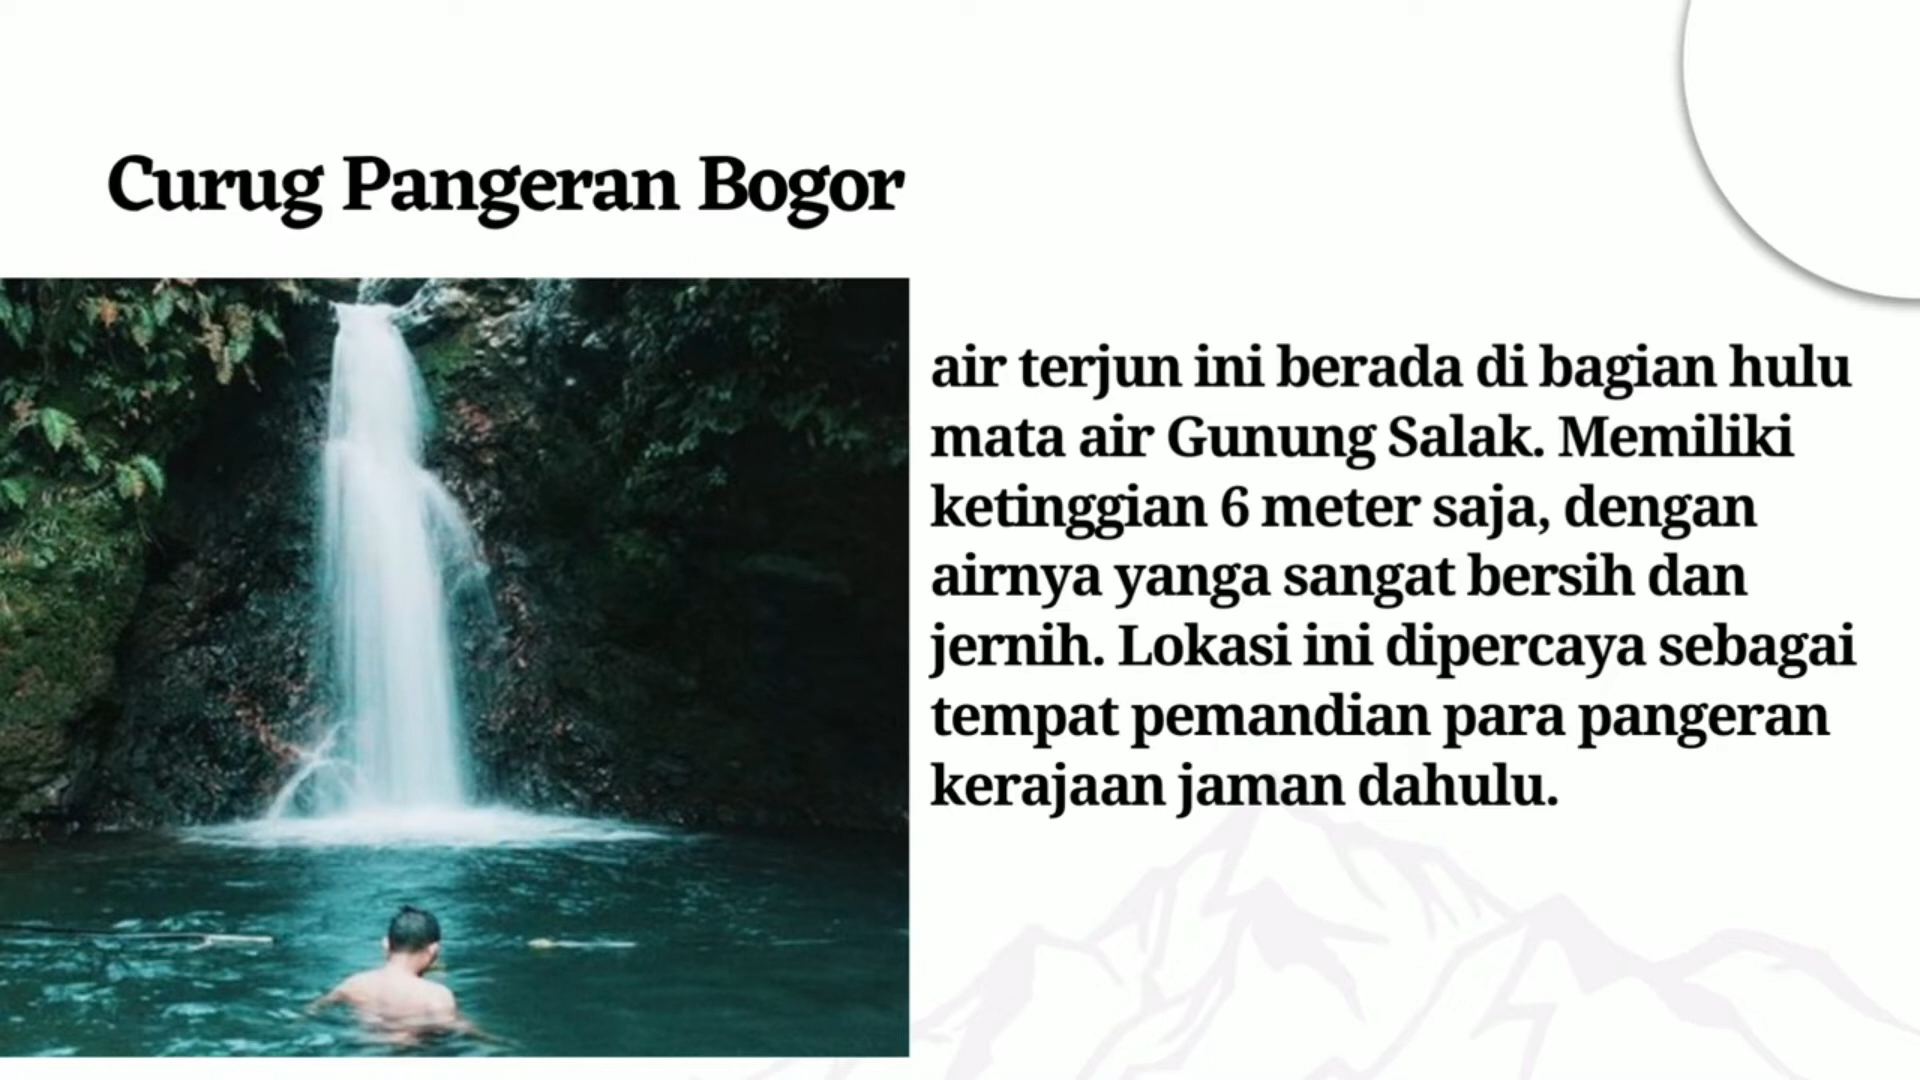 Curug Pangeran Bogor
air terjun ini berada di bagian hulu
mata air Gunung Salak. Memiliki
ketinggian 6 meter saja, dengan
airnya yanga sangat bersih dan
jernih. Lokasi ini dipercaya sebagai
tempat pemandian para pangeran
kerajaan jaman dahulu.